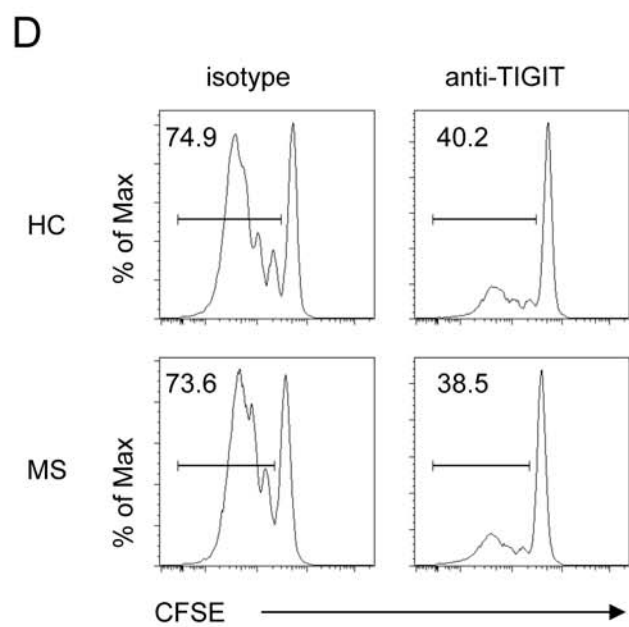 D
isotype anti-TIGIT
HC % of Max 74.9 40.2
MS % of Max 73.6 38.5
CFSE